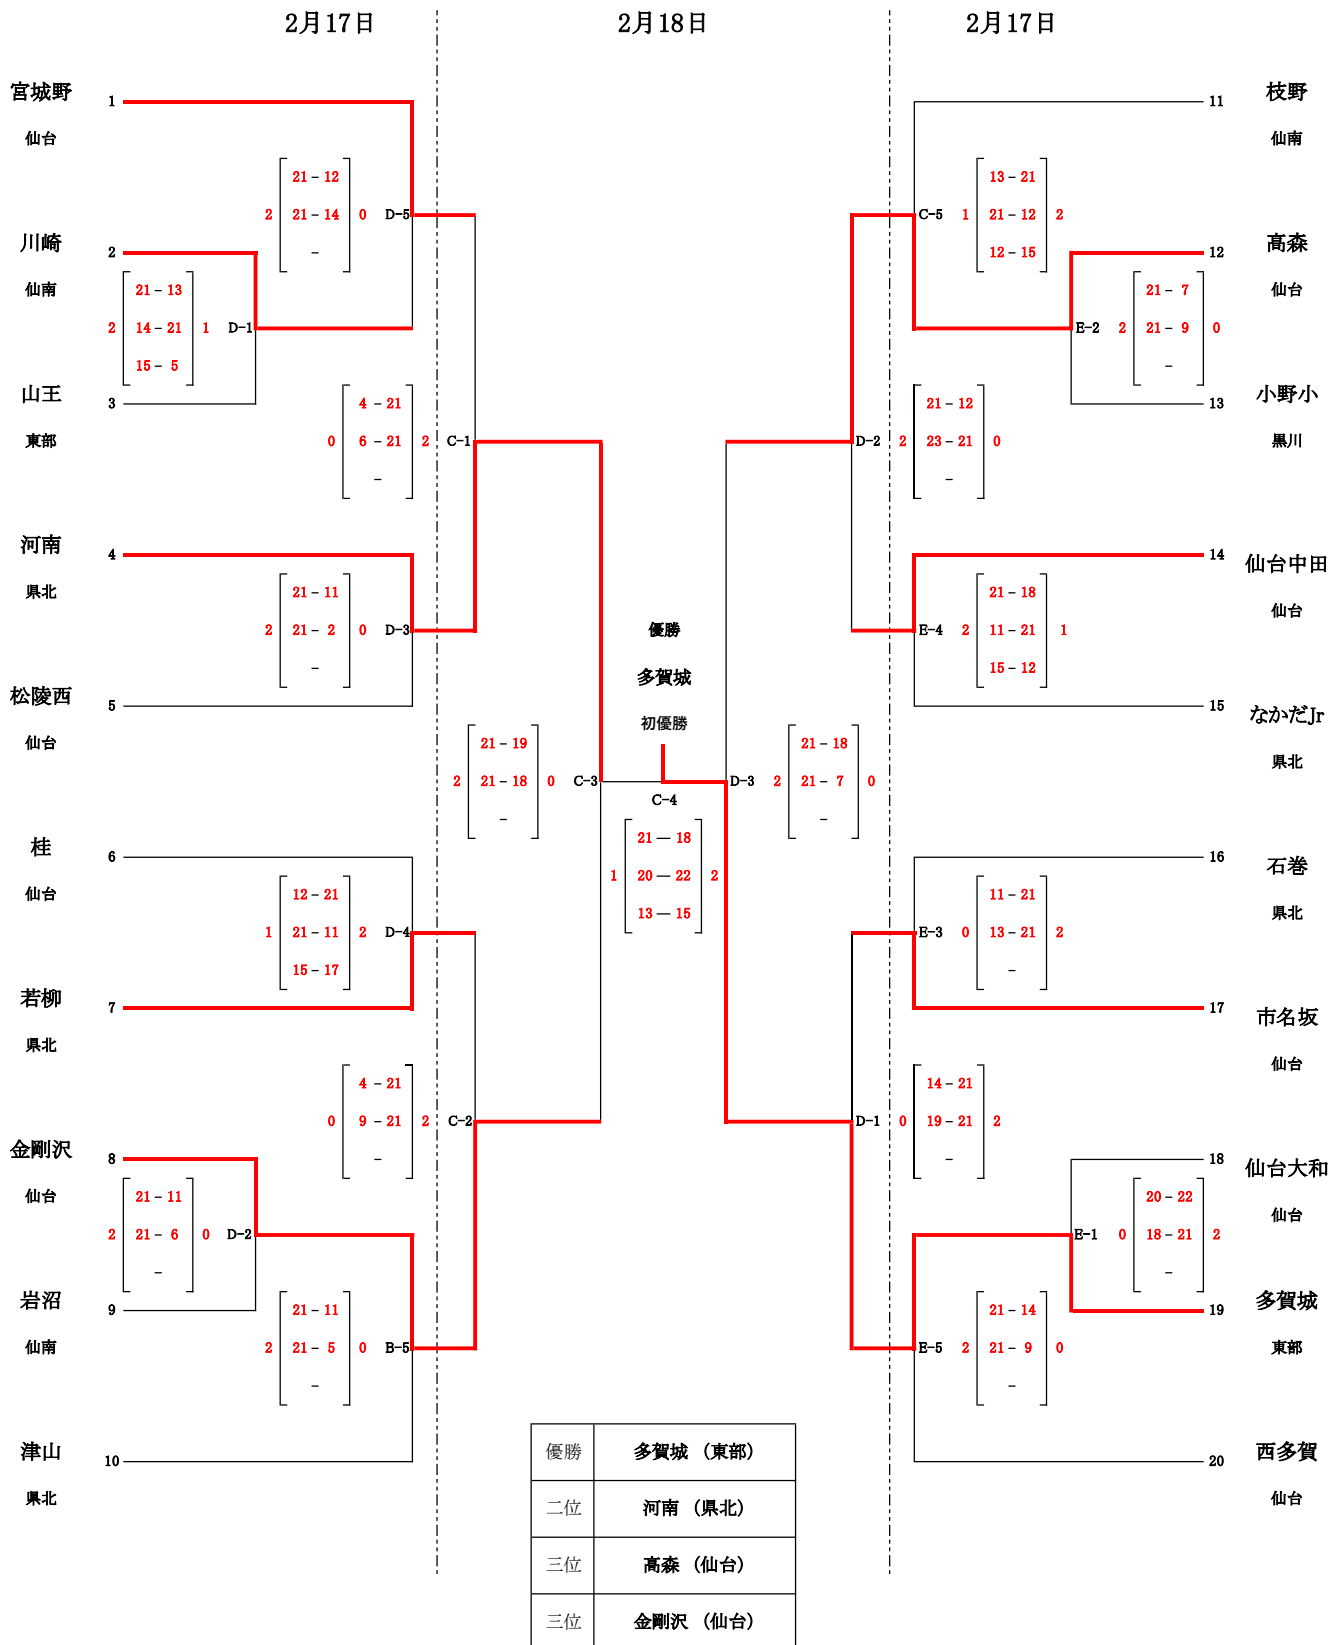 2月17日
2月18日
2月17日
宮城野
1
仙台
21 - 12
2 21 - 14 0 D-5
-
川崎
2
仙南
21 - 13
2 14 - 21 1 D-1
15 - 5
山王
3
東部
4 - 21
0 6 - 21 2 C-1
-
河南
4
県北
21 - 11
2 21 - 2 0 D-3
-
松陵西
5
仙台
21 - 19
2 21 - 18 0 C-3
-
桂
6
仙台
12 - 21
1 21 - 11 2 D-4
15 - 17
若柳
7
県北
4 - 21
0 9 - 21 2 C-2
-
金剛沢
8
仙台
21 - 11
2 21 - 6 0 D-2
-
岩沼
9
仙南
21 - 11
2 21 - 5 0 B-5
-
津山
10
県北
優勝
多賀城
初優勝
C-4
21 — 18
1 20 — 22 2
13 — 15
11
枝野
仙南
13 - 21
C-5 1 21 - 12 2
12 - 15
12
高森
仙台
21 - 7
E-2 2 21 - 9 0
-
13
小野小
黒川
21 - 12
D-2 2 23 - 21 0
-
14
仙台中田
仙台
21 - 18
E-4 2 11 - 21 1
15 - 12
15
なかだJr
県北
21 - 18
D-3 2 21 - 7 0
-
16
石巻
県北
11 - 21
E-3 0 13 - 21 2
-
17
市名坂
仙台
14 - 21
D-1 0 19 - 21 2
-
18
仙台大和
仙台
20 - 22
E-1 0 18 - 21 2
-
19
多賀城
東部
21 - 14
E-5 2 21 - 9 0
-
20
西多賀
仙台
優勝 多賀城 （東部）
二位 河南 （県北）
三位 高森 （仙台）
三位 金剛沢 （仙台）